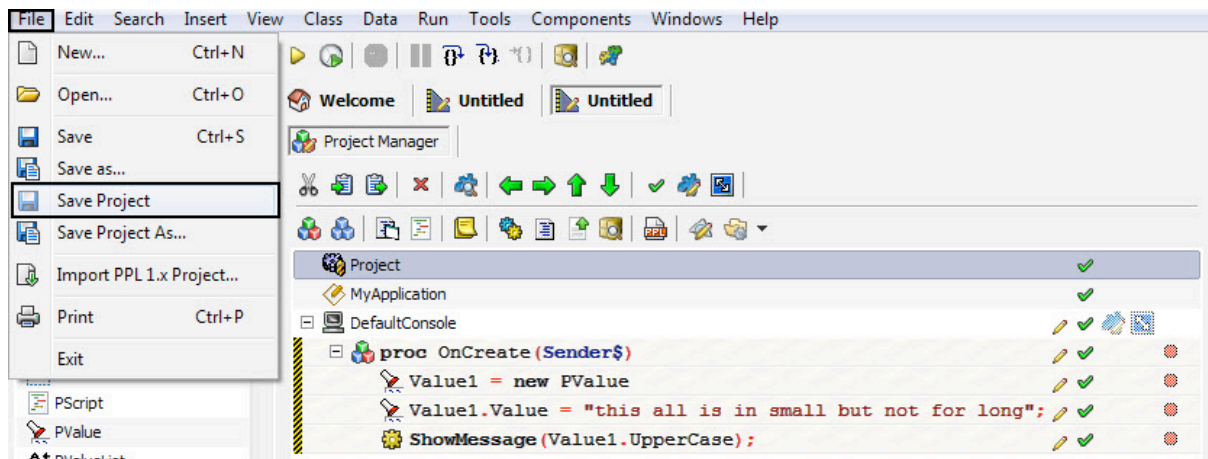 File Edit Search Insert View Class Data Run Tools Components Windows Help
New... Ctrl+N
Open... Ctrl+O
Save Ctrl+S
Save as...
Save Project
Save Project As...
Import PPL 1.x Project...
Print Ctrl+P
Exit
PScript
PValue
Welcome Untitled Untitled
Project Manager
Project
MyApplication
DefaultConsole
proc OnCreate(Sender$)
Value1 = new PValue
Value1.Value = "this all is in small but not for long";
ShowMessage(Value1.UpperCase);